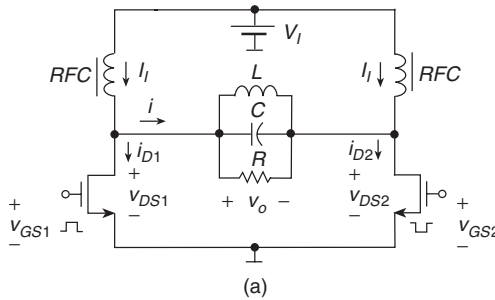 V_I
RFC
I_I
L
I_I
RFC
i
C
i_D1
R
i_D2
+
+
+
v_DS1
+ v_o −
v_DS2
+
v_GS1
−
−
v_GS2
−
−
(a)